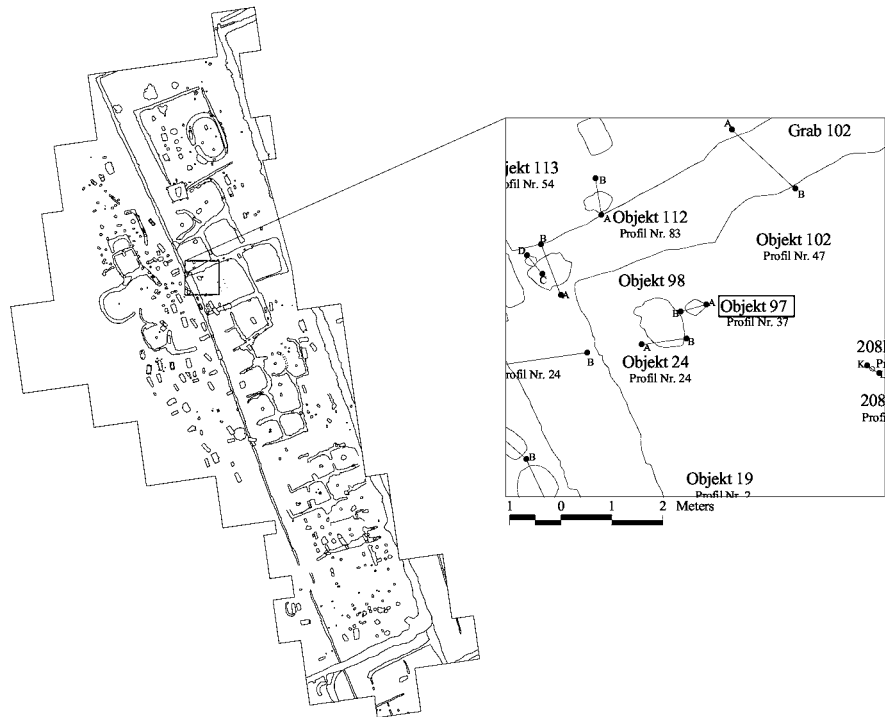 A
Grab 102
jekt 113
rofil Nr. 54
B
A
Objekt 112
Profil Nr. 83
B
B
D
C
A
Objekt 102
Profil Nr. 47
Objekt 98
B
A
Objekt 97
Profil Nr. 37
A
B
Objekt 24
Profil Nr. 24
B
rofil Nr. 24
208
K
P
L
208
Profi
B
Objekt 19
Profil Nr. 2
1 0 1 2 Meters